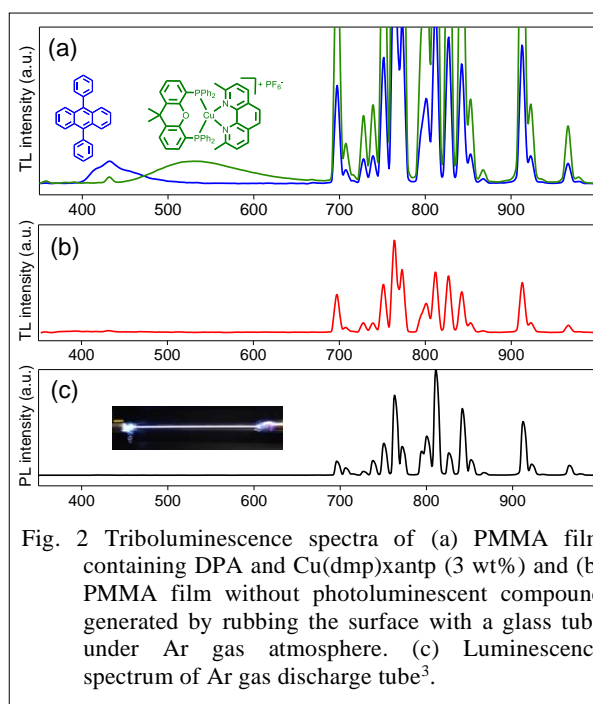 (a)
TL intensity (a.u.)
PPh₂
O
Cu
N
N
PPh₂
+ PF₆⁻
400 500 600 700 800 900
(b)
TL intensity (a.u.)
400 500 600 700 800 900
(c)
PL intensity (a.u.)
400 500 600 700 800 900
Fig. 2 Triboluminescence spectra of (a) PMMA film
containing DPA and Cu(dmp)xantp (3 wt%) and (b
PMMA film without photoluminescent compound
generated by rubbing the surface with a glass tub
under Ar gas atmosphere. (c) Luminescenc
spectrum of Ar gas discharge tube³.